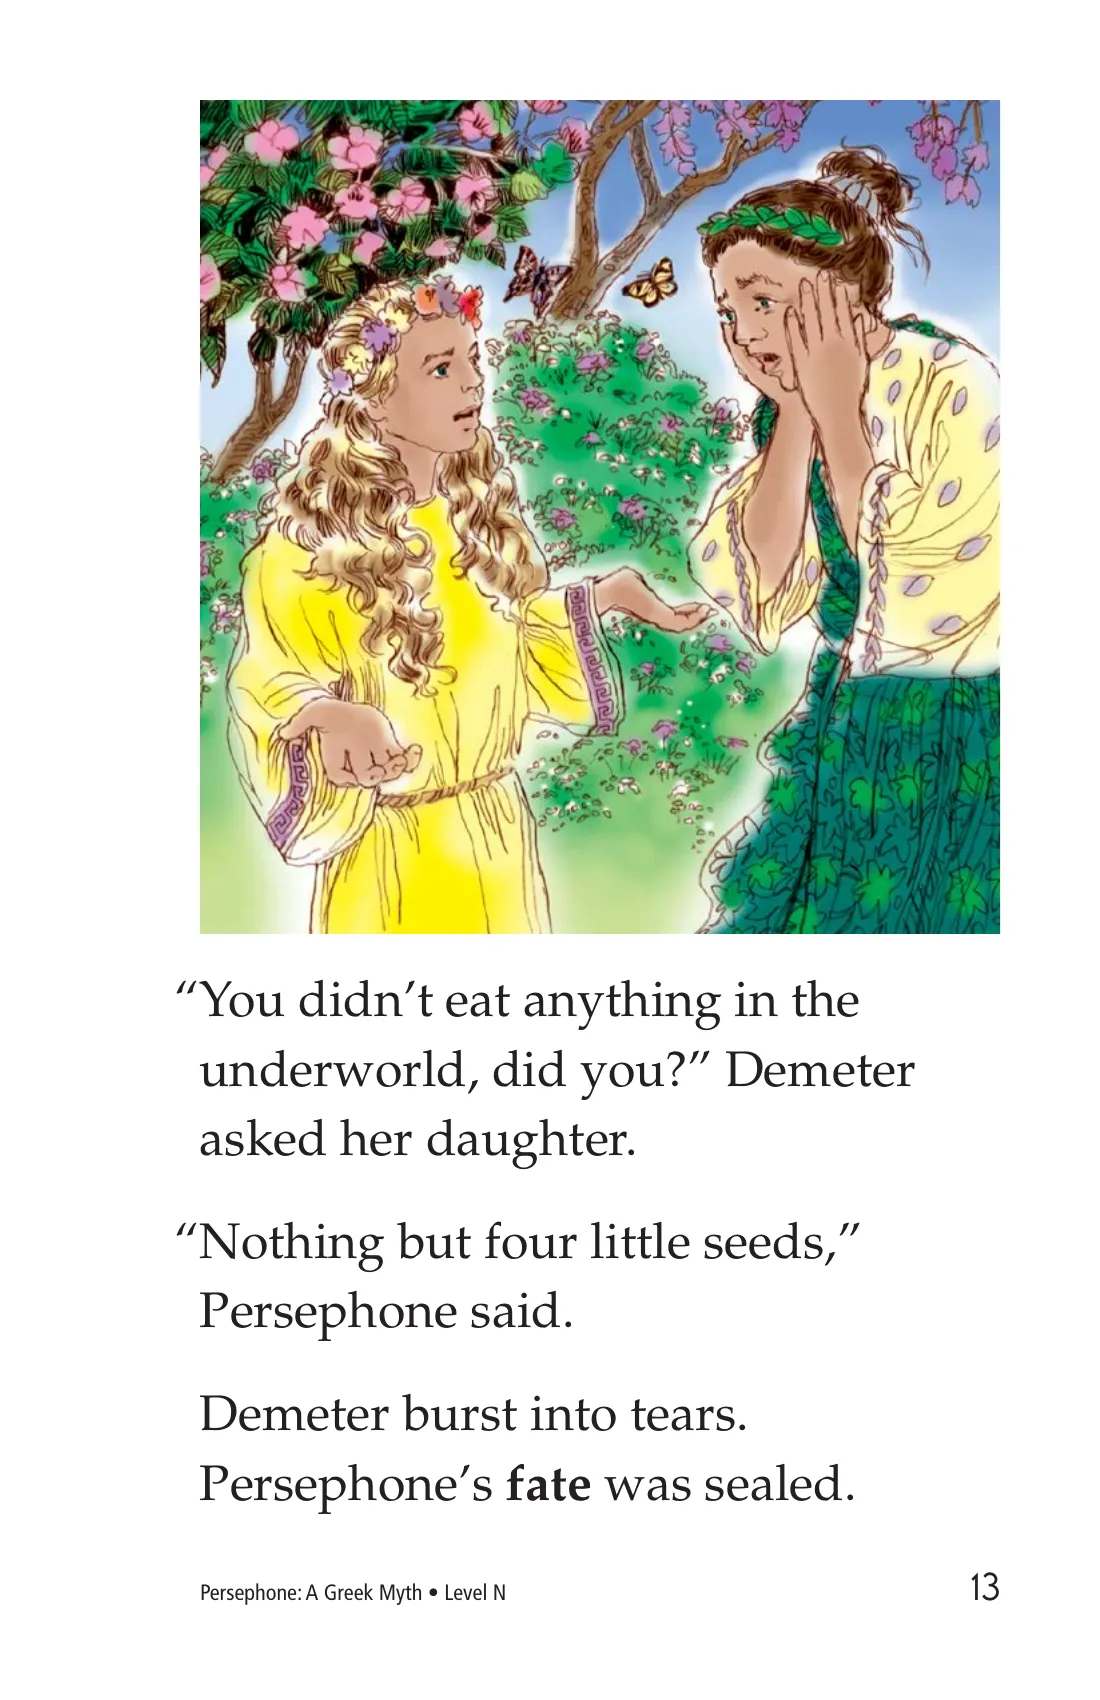 “You didn’t eat anything in the
underworld, did you?” Demeter
asked her daughter.
“Nothing but four little seeds,”
Persephone said.
Demeter burst into tears.
Persephone’s fate was sealed.
Persephone: A Greek Myth • Level N
13